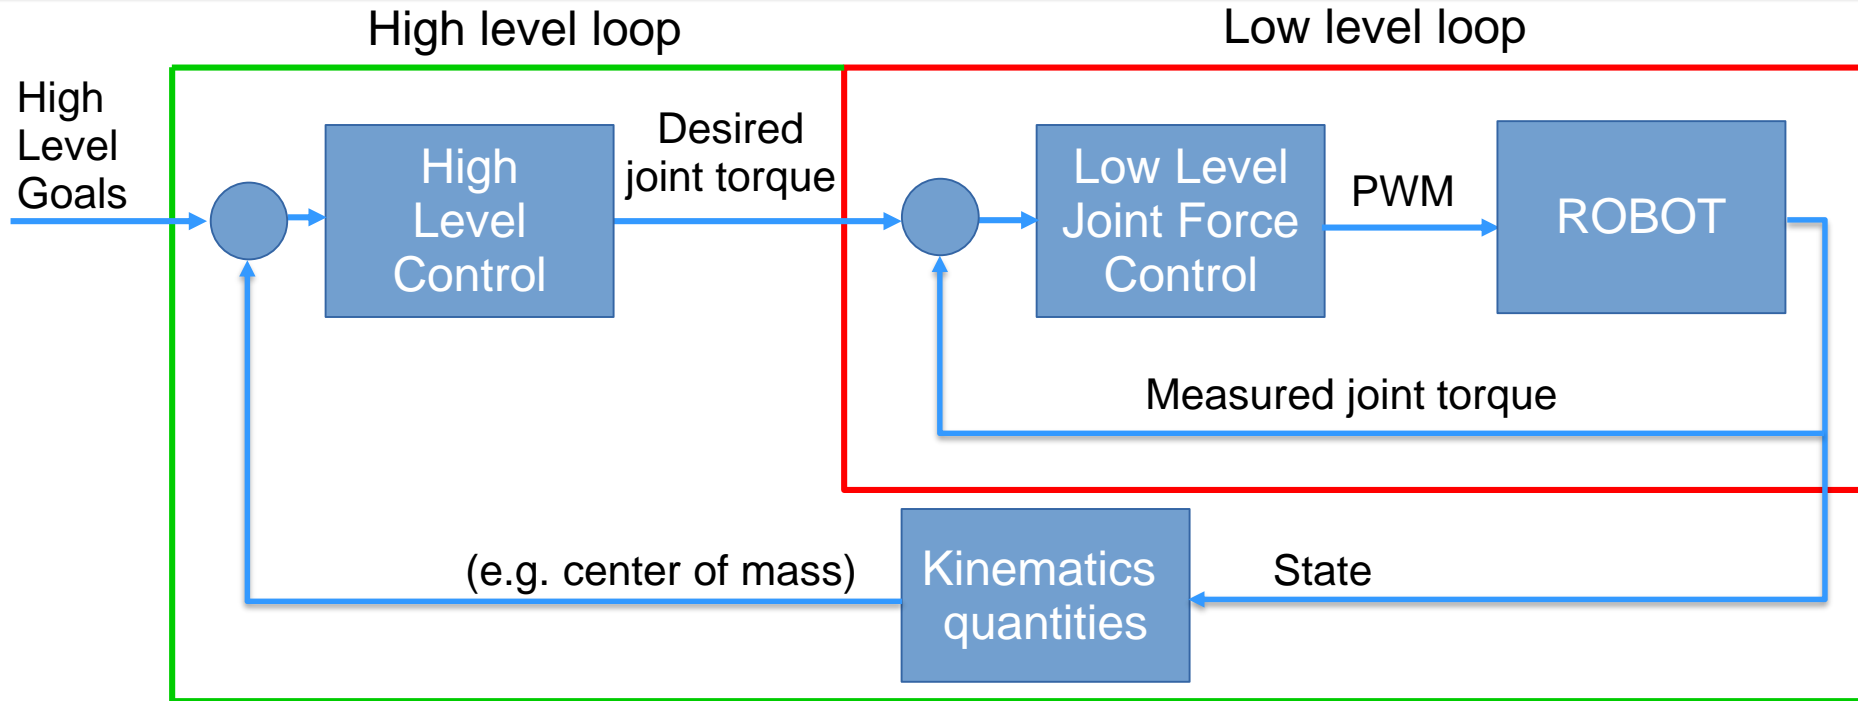 High level loop
Low level loop
High
Level
Goals
High
Level
Control
Desired
joint torque
Low Level
Joint Force
Control
PWM
ROBOT
Measured joint torque
(e.g. center of mass)
Kinematics
quantities
State